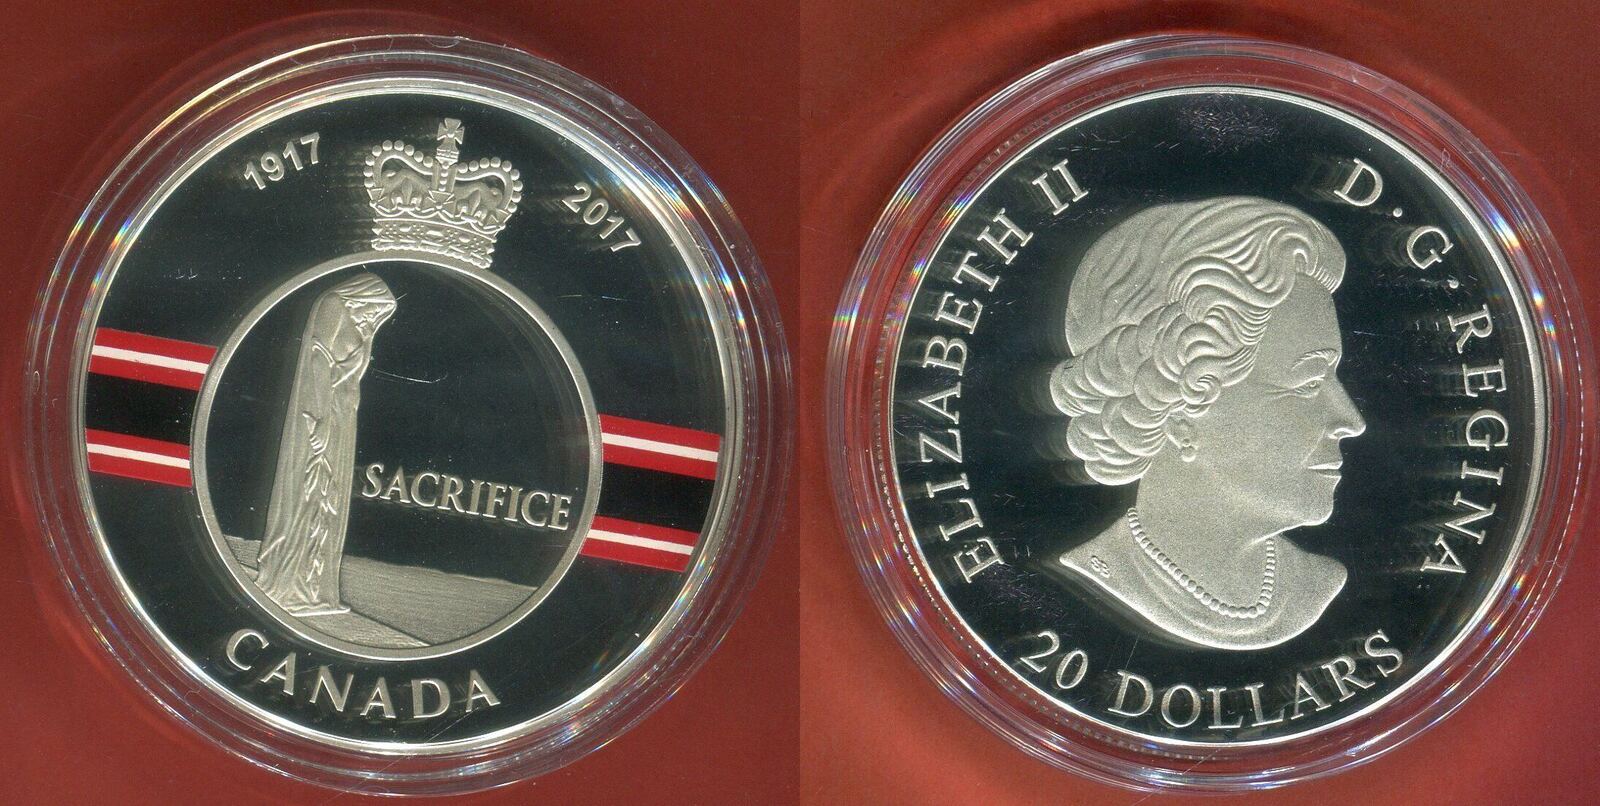 1917
2017
SACRIFICE
CANADA
ELIZABETH II
D.G.REGINA
20 DOLLARS